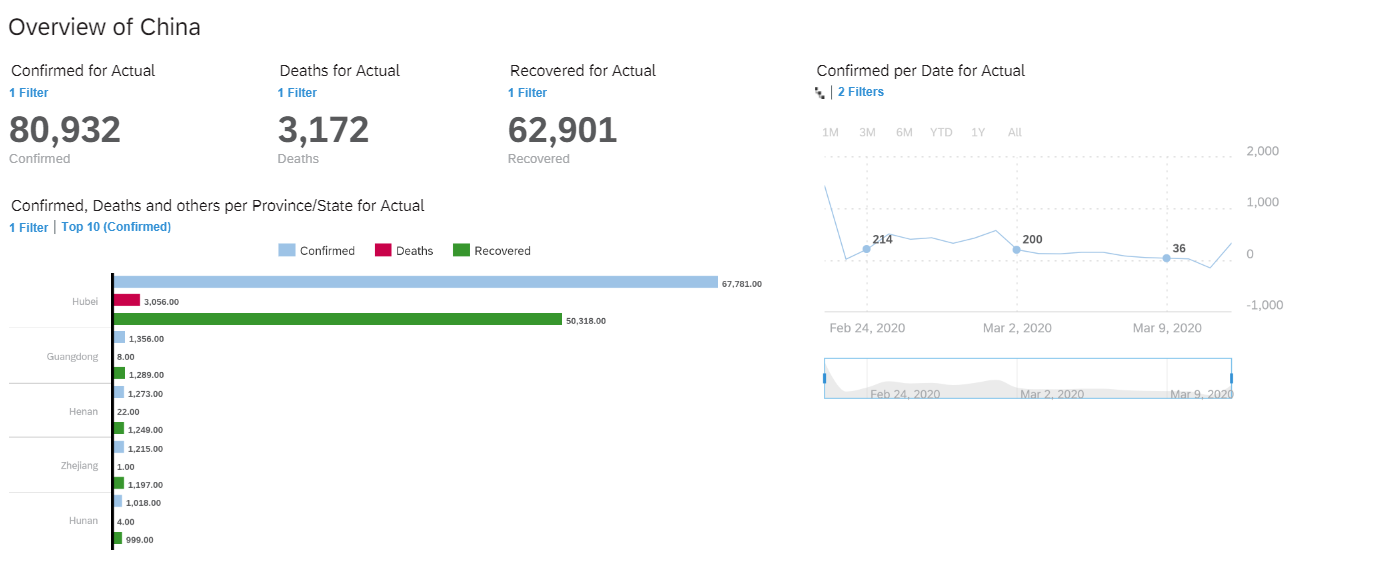 Overview of China
Confirmed for Actual
1 Filter
80,932
Confirmed
Deaths for Actual
1 Filter
3,172
Deaths
Recovered for Actual
1 Filter
62,901
Recovered
Confirmed, Deaths and others per Province/State for Actual
1 Filter | Top 10 (Confirmed)
Confirmed Deaths Recovered
67,781.00
Hubei 3,056.00
50,318.00
1,356.00
Guangdong 8.00
1,289.00
1,273.00
Henan 22.00
1,249.00
1,215.00
Zhejiang 1.00
1,197.00
1,018.00
Hunan 4.00
999.00
Confirmed per Date for Actual
| 2 Filters
1M 3M 6M YTD 1Y All
2,000
1,000
214 200 36
0
-1,000
Feb 24, 2020 Mar 2, 2020 Mar 9, 2020
Feb 24, 2020 Mar 2, 2020 Mar 9, 2020